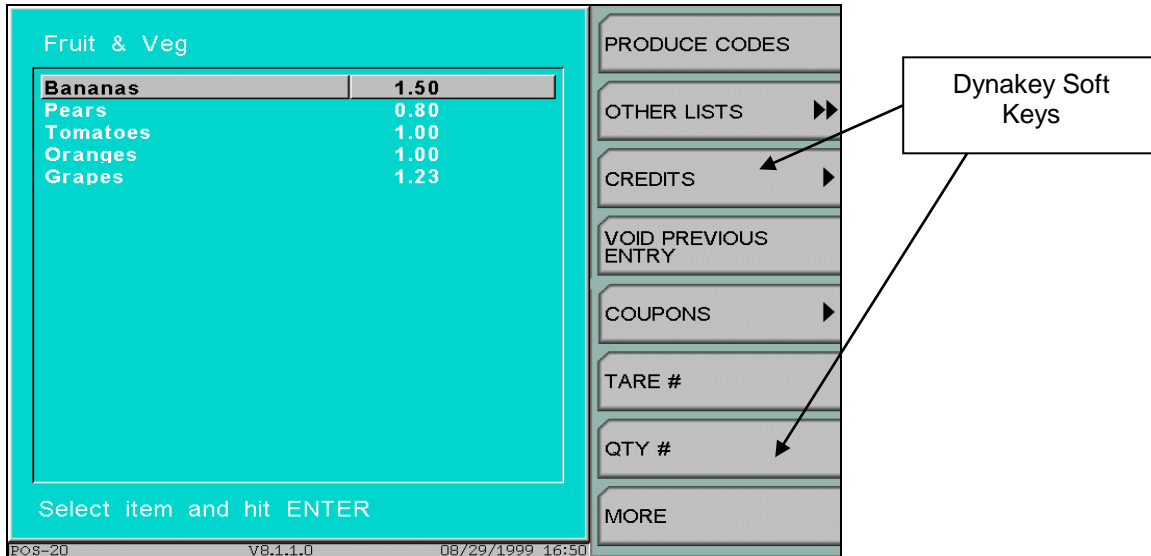 Fruit & Veg
Bananas 1.50
Pears 0.80
Tomatoes 1.00
Oranges 1.00
Grapes 1.23
Select item and hit ENTER
POS-20 V8.1.1.0 08/29/1999 16:50
PRODUCE CODES
OTHER LISTS
CREDITS
VOID PREVIOUS
ENTRY
COUPONS
TARE #
QTY #
MORE
Dynakey Soft
Keys